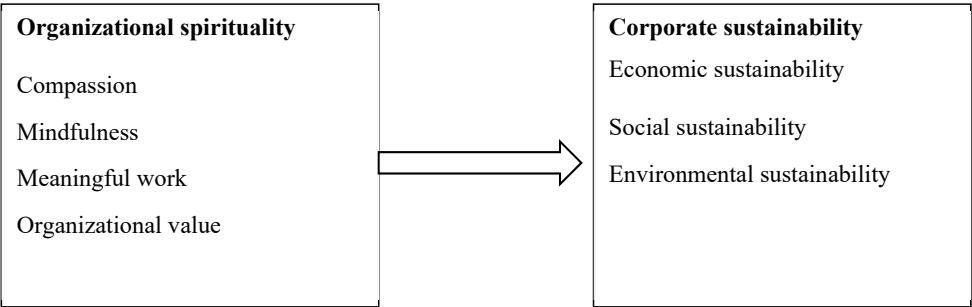 Organizational spirituality
Compassion
Mindfulness
Meaningful work
Organizational value
Corporate sustainability
Economic sustainability
Social sustainability
Environmental sustainability